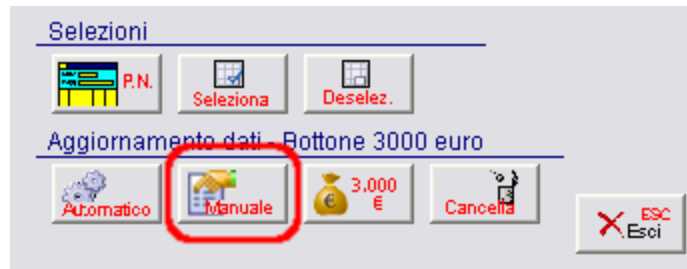 Selezioni
P.N.
Seleziona
Deselez.
Aggiornamento dati - Bottone 3000 euro
Automatico
Manuale
€
3.000
€
Cancella
ESC
Esci